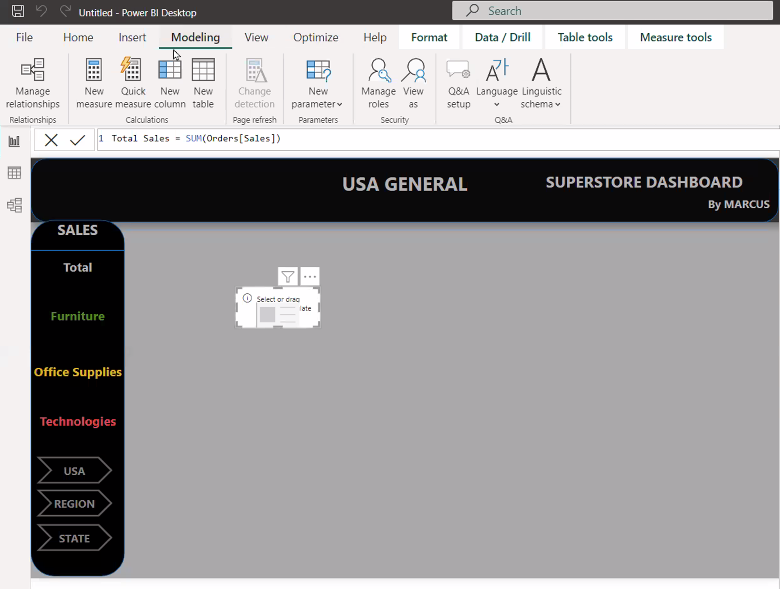 Untitled - Power BI Desktop
Search
File Home Insert Modeling View Optimize Help Format Data / Drill Table tools Measure tools
Manage relationships
New measure
Quick measure
New column
New table
Change detection
New parameter
Manage roles
View as
Q&A setup
Language
Linguistic schema
Relationships Calculations Page refresh Parameters Security Q&A
1 Total Sales = SUM(Orders[Sales])
USA GENERAL
SUPERSTORE DASHBOARD
By MARCUS
SALES
Total
Furniture
Office Supplies
Technologies
USA
REGION
STATE
Select or drag
late